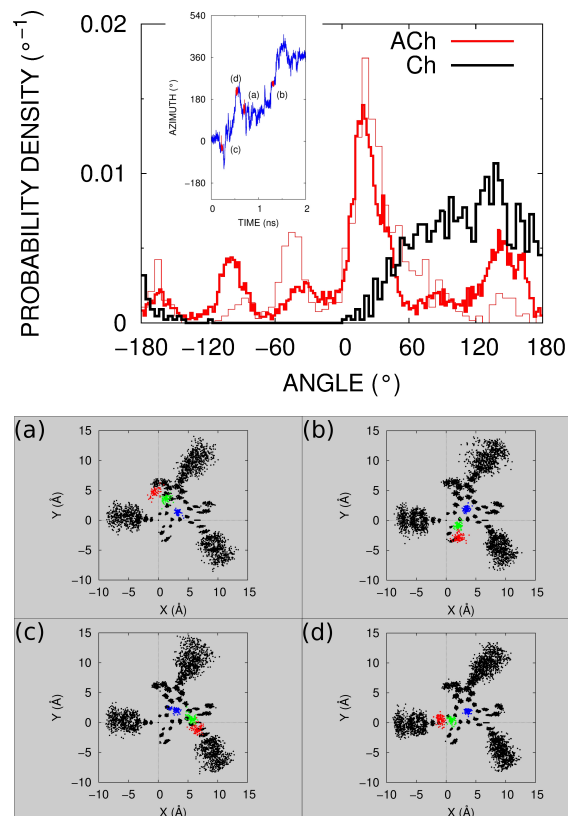 PROBABILITY DENSITY (°⁻¹)
0.02
0.01
0
ACh
Ch
540
360
180
0
−180
AZIMUTH (°)
(d)
(a)
(b)
(c)
0 1 2
TIME (ns)
−180 −120 −60 0 60 120 180
ANGLE (°)
(a)
15
10
5
0
−5
−10
Y (Å)
−10 −5 0 5 10 15
X (Å)
(b)
15
10
5
0
−5
−10
Y (Å)
−10 −5 0 5 10 15
X (Å)
(c)
15
10
5
0
−5
−10
Y (Å)
−10 −5 0 5 10 15
X (Å)
(d)
15
10
5
0
−5
−10
Y (Å)
−10 −5 0 5 10 15
X (Å)